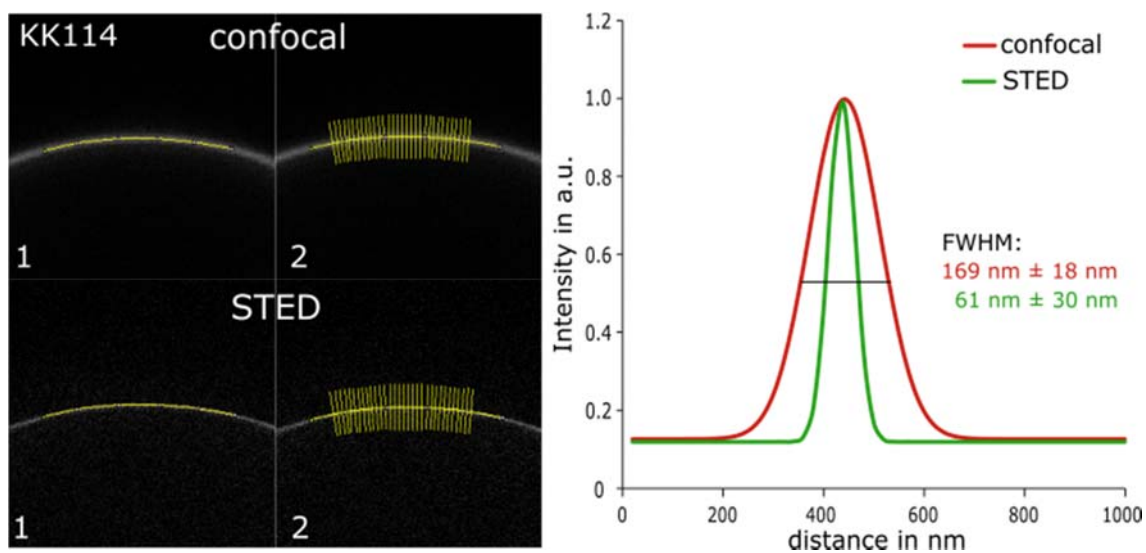 KK114
confocal
1
2
STED
1
2
Intensity in a.u.
1.2
1.0
0.8
0.6
0.4
0.2
0
0
200
400
600
800
1000
distance in nm
confocal
STED
FWHM:
169 nm ± 18 nm
61 nm ± 30 nm